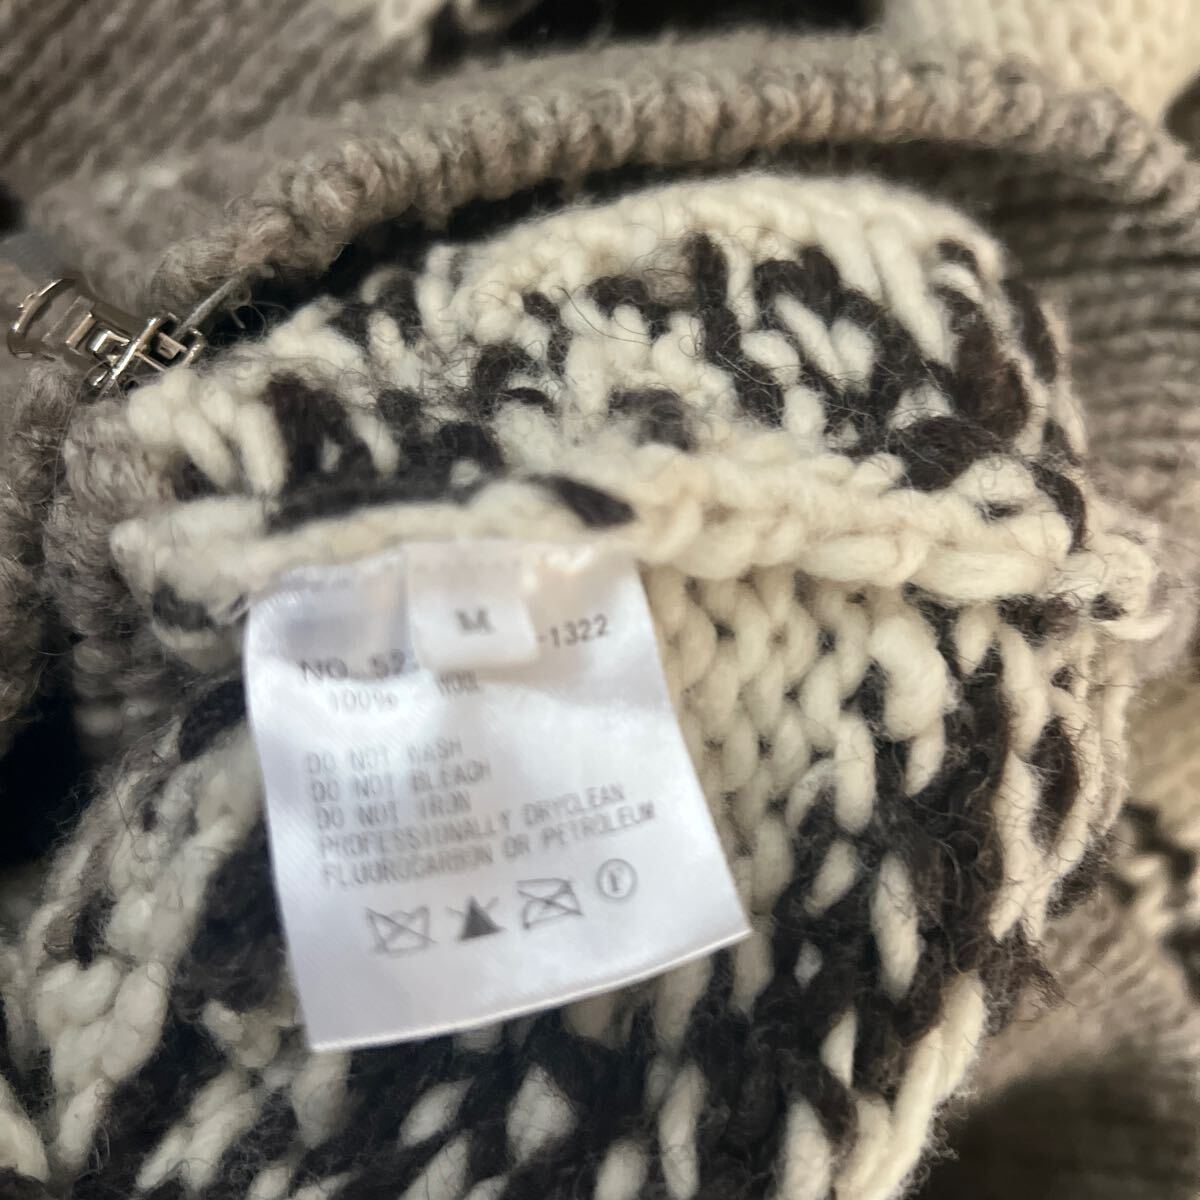 M
NO. 52 -1322
100% WOOL
DO NOT WASH
DO NOT BLEACH
DO NOT IRON
PROFESSIONALLY DRYCLEAN
FLUOROCARBON OR PETROLEUM
F